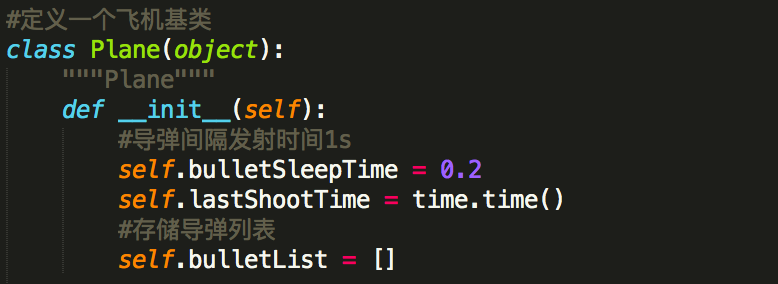 #定义一个飞机基类
class Plane(object):
    """Plane"""
    def __init__(self):
        #导弹间隔发射时间1s
        self.bulletSleepTime = 0.2
        self.lastShootTime = time.time()
        #存储导弹列表
        self.bulletList = []